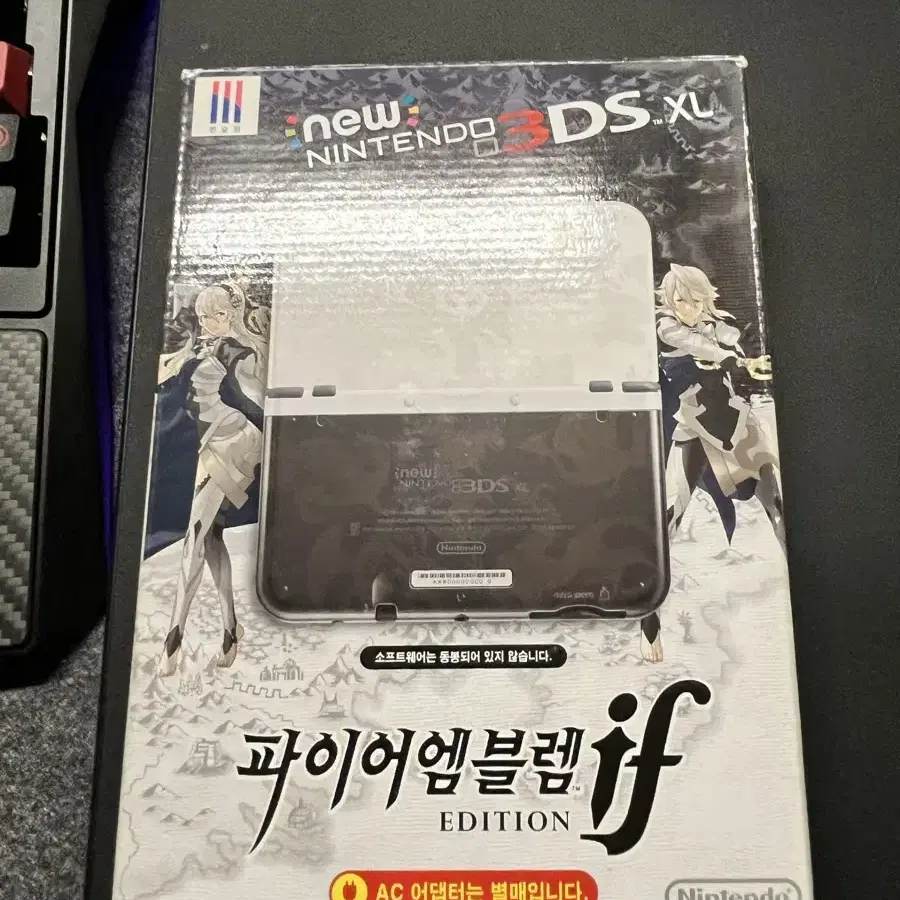 new
NINTENDO 3DS™ XL
new
NINTENDO 3DS XL
Nintendo
소프트웨어는 동봉되어 있지 않습니다.
파이어엠블렘 if™
EDITION
AC 어댑터는 별매입니다.
Nintendo